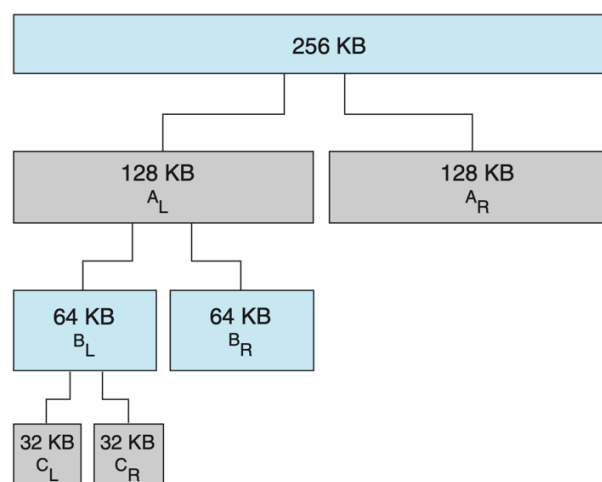 256 KB
128 KB
A_L
128 KB
A_R
64 KB
B_L
64 KB
B_R
32 KB
C_L
32 KB
C_R